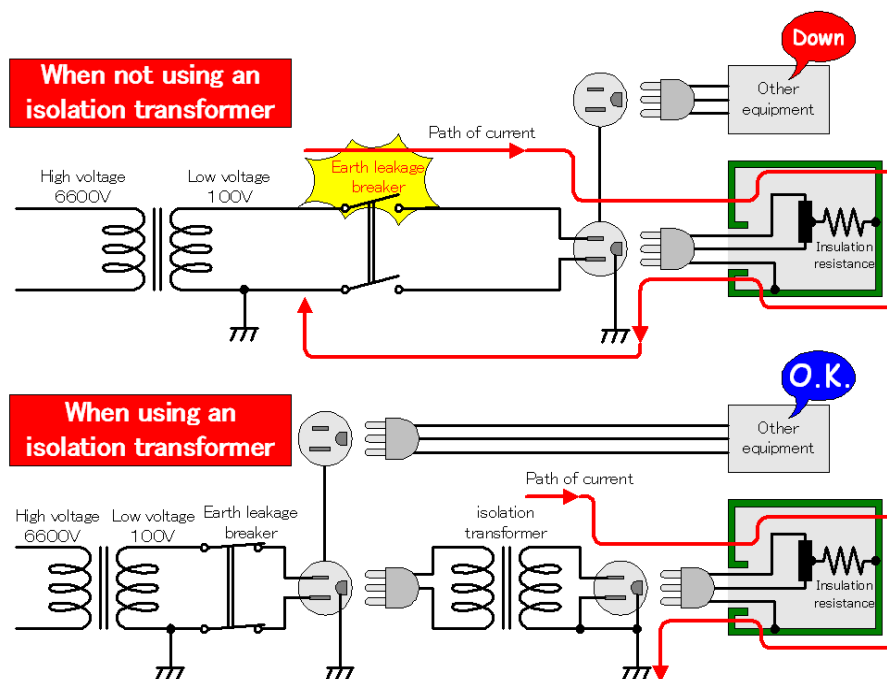 Down
When not using an
isolation transformer
Other
equipment
Path of current
High voltage
6600V
Low voltage
100V
Earth leakage
breaker
Insulation
resistance
O.K.
When using an
isolation transformer
Other
equipment
Path of current
High voltage
6600V
Low voltage
100V
Earth leakage
breaker
isolation
transformer
Insulation
resistance